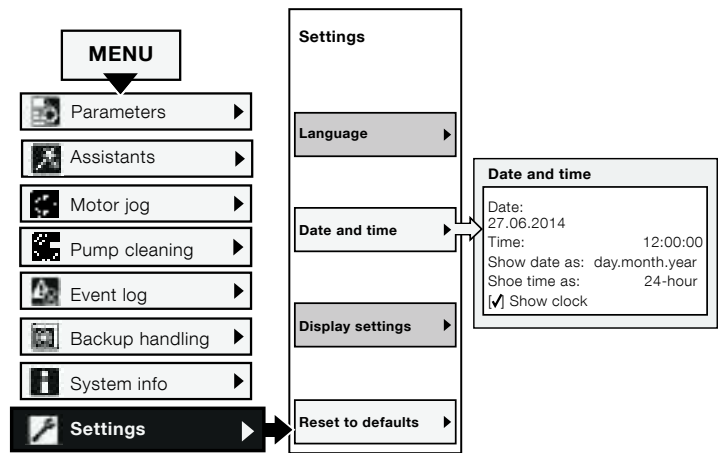 MENU
Parameters
Assistants
Motor jog
Pump cleaning
Event log
Backup handling
System info
Settings
Settings
Language
Date and time
Display settings
Reset to defaults
Date and time
Date:
27.06.2014
Time: 12:00:00
Show date as: day.month.year
Shoe time as: 24-hour
[✓] Show clock